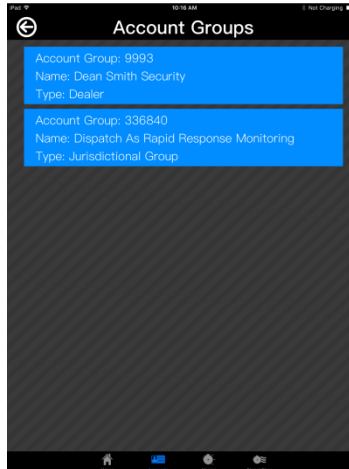 iPad
10:16 AM
Not Charging
Account Groups
Account Group: 9993
Name: Dean Smith Security
Type: Dealer
Account Group: 336840
Name: Dispatch As Rapid Response Monitoring
Type: Jurisdictional Group